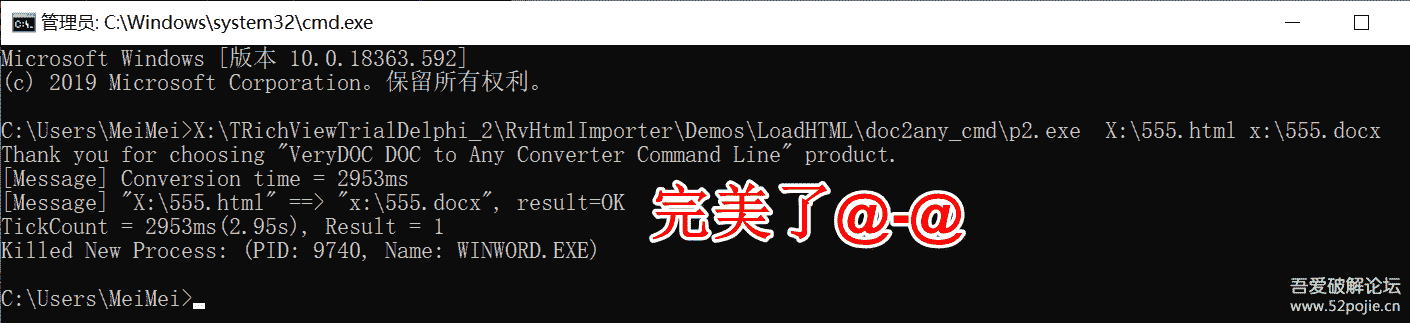 管理员: C:\Windows\system32\cmd.exe
Microsoft Windows [版本 10.0.18363.592]
(c) 2019 Microsoft Corporation。保留所有权利。
C:\Users\MeiMei>X:\TRichViewTrialDelphi_2\RvHtmlImporter\Demos\LoadHTML\doc2any_cmd\p2.exe  X:\555.html x:\555.docx
Thank you for choosing "VeryDOC DOC to Any Converter Command Line" product.
[Message] Conversion time = 2953ms
[Message] "X:\555.html" ==> "x:\555.docx", result=OK
完美了@-@
TickCount = 2953ms(2.95s), Result = 1
Killed New Process: (PID: 9740, Name: WINWORD.EXE)
C:\Users\MeiMei>
吾爱破解论坛
www.52pojie.cn